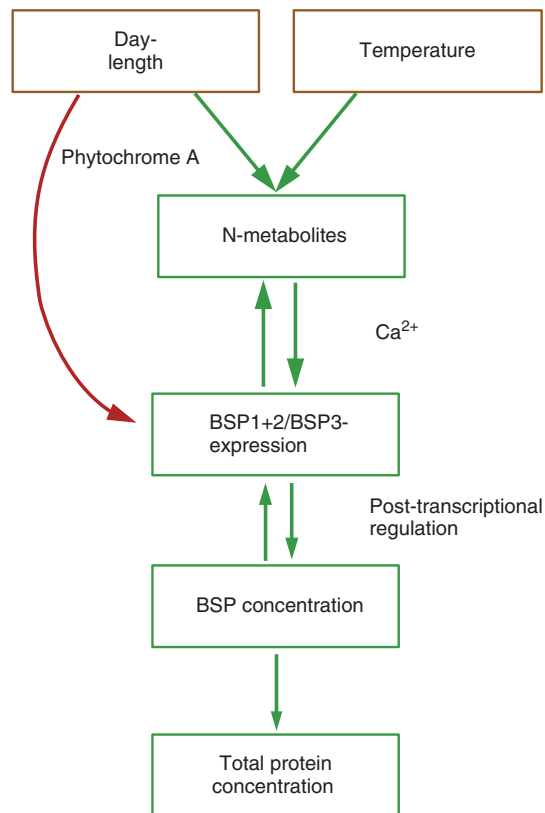 Day-
length
Temperature
Phytochrome A
N-metabolites
Ca²⁺
BSP1+2/BSP3-
expression
Post-transcriptional
regulation
BSP concentration
Total protein
concentration